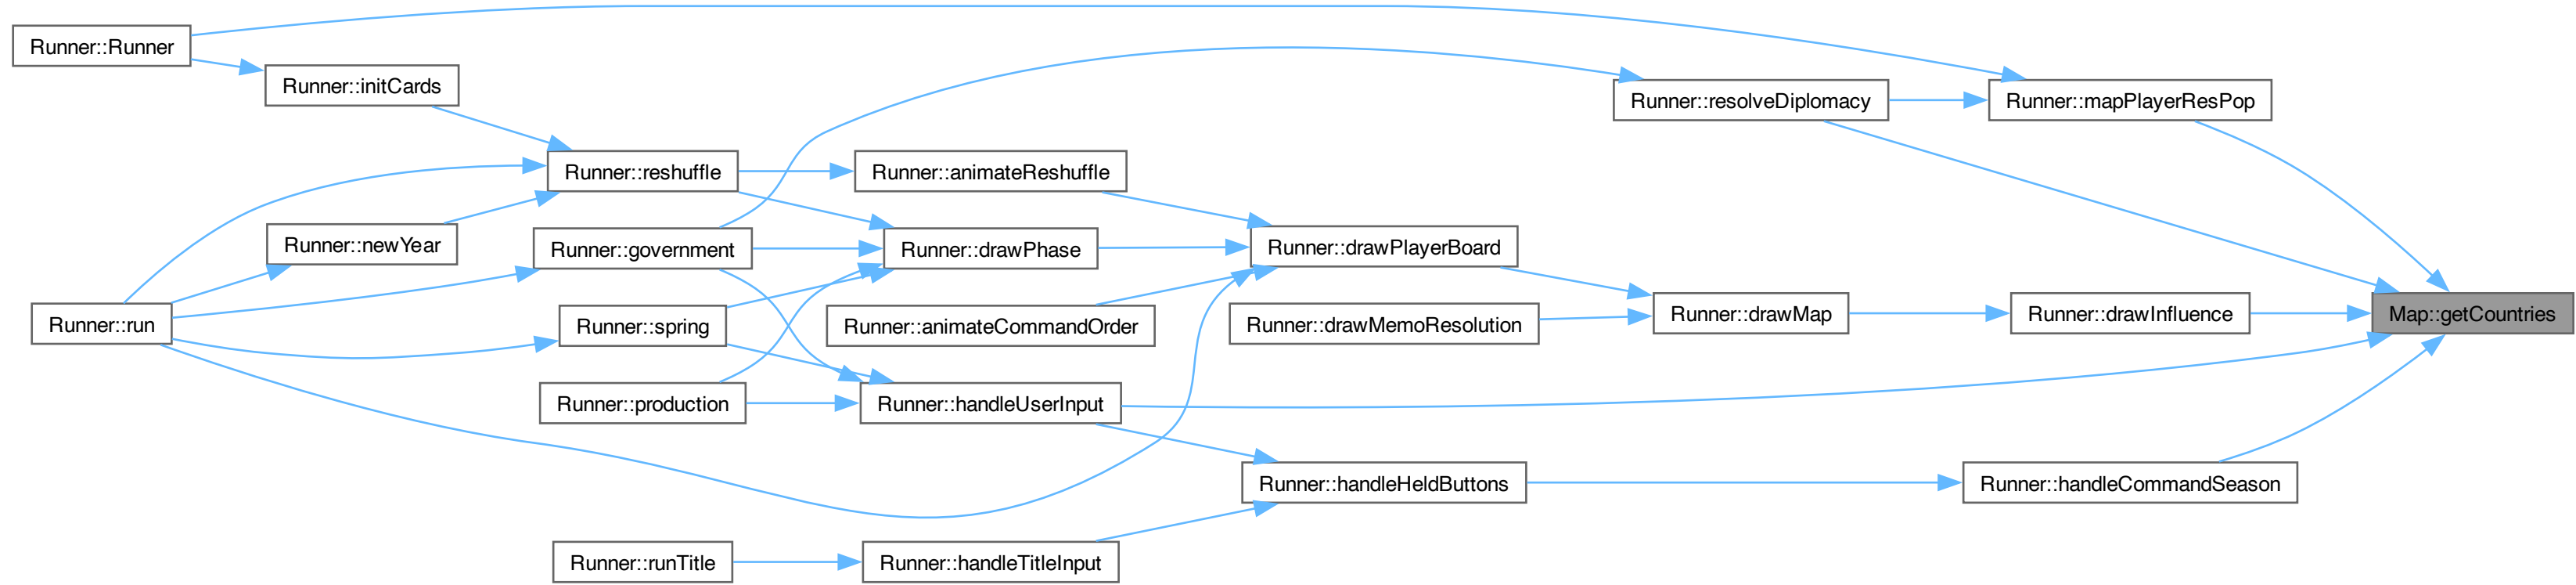 Runner::Runner
Runner::initCards
Runner::resolveDiplomacy
Runner::mapPlayerResPop
Runner::reshuffle
Runner::animateReshuffle
Runner::newYear
Runner::government
Runner::drawPhase
Runner::drawPlayerBoard
Runner::run
Runner::spring
Runner::animateCommandOrder
Runner::drawMemoResolution
Runner::drawMap
Runner::drawInfluence
Map::getCountries
Runner::production
Runner::handleUserInput
Runner::handleHeldButtons
Runner::handleCommandSeason
Runner::runTitle
Runner::handleTitleInput